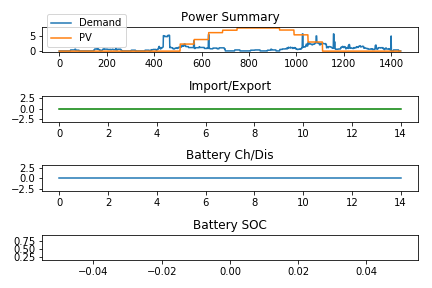 Power Summary
Demand
PV
5
0
0 200 400 600 800 1000 1200 1400
Import/Export
2.5
0.0
−2.5
0 2 4 6 8 10 12 14
Battery Ch/Dis
2.5
0.0
−2.5
0 2 4 6 8 10 12 14
Battery SOC
0.75
0.50
0.25
−0.04 −0.02 0.00 0.02 0.04